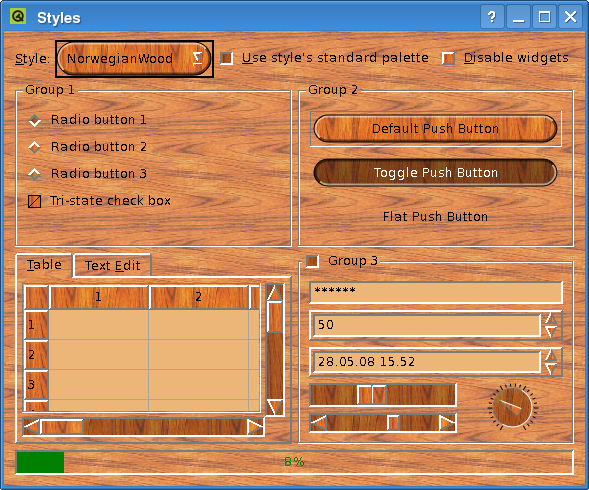 Styles
Style: NorwegianWood Use style's standard palette Disable widgets
Group 1
Radio button 1
Radio button 2
Radio button 3
Tri-state check box
Group 2
Default Push Button
Toggle Push Button
Flat Push Button
Table Text Edit
1 2
1
2
3
Group 3
******
50
28.05.08 15.52
8%